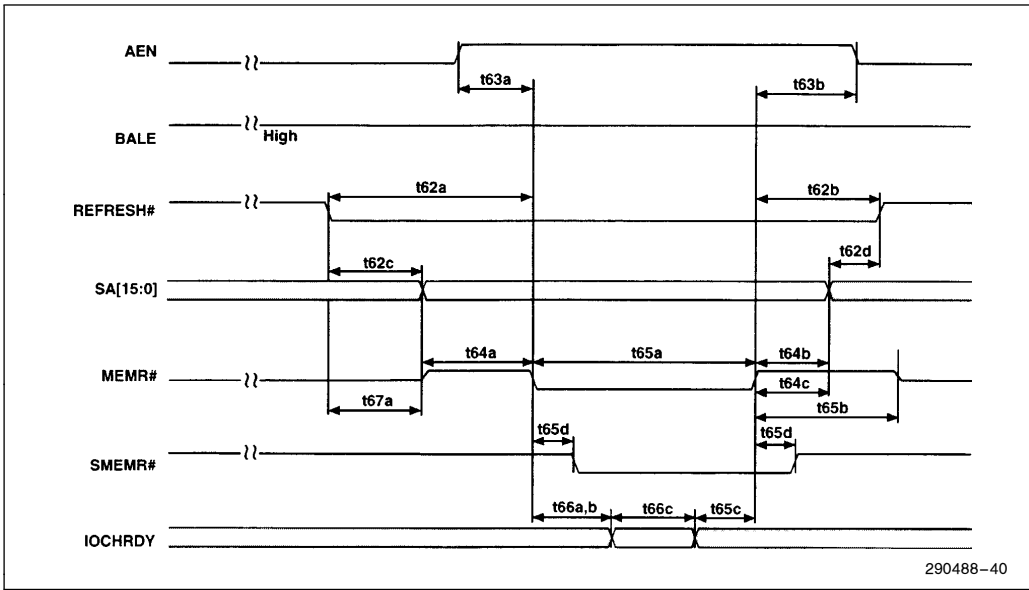 AEN
t63a
t63b
BALE
High
t62a
t62b
REFRESH#
t62c
t62d
SA[15:0]
t64a
t65a
t64b
MEMR#
t64c
t67a
t65b
t65d
t65d
SMEMR#
t66a,b
t66c
t65c
IOCHRDY
290488–40